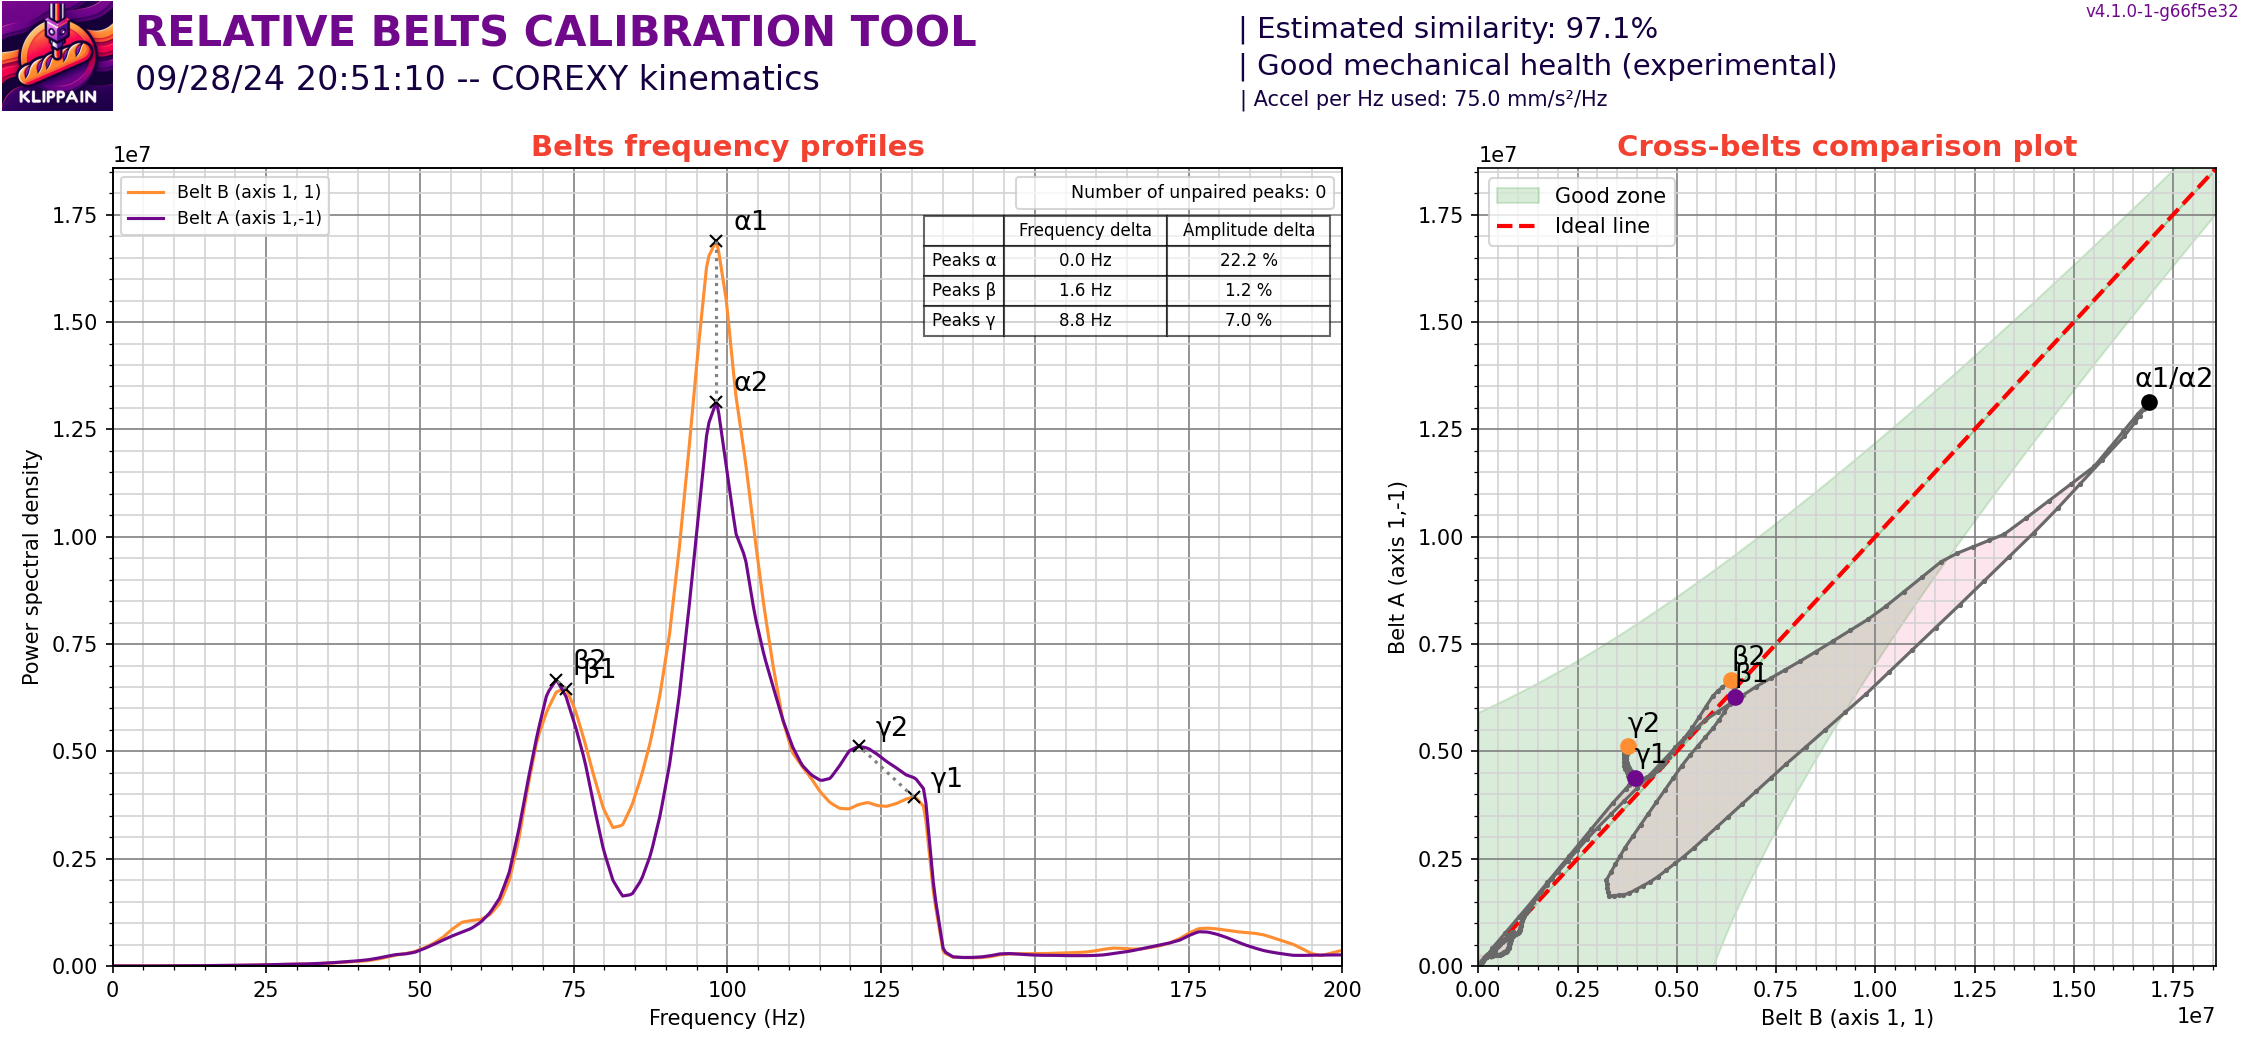 KLIPPAIN
RELATIVE BELTS CALIBRATION TOOL
09/28/24 20:51:10 -- COREXY kinematics
| Estimated similarity: 97.1%
| Good mechanical health (experimental)
| Accel per Hz used: 75.0 mm/s²/Hz
v4.1.0-1-g66f5e32
Belts frequency profiles
1e7
Belt B (axis 1, 1)
Belt A (axis 1,-1)
Number of unpaired peaks: 0
Frequency delta Amplitude delta
Peaks α 0.0 Hz 22.2 %
Peaks β 1.6 Hz 1.2 %
Peaks γ 8.8 Hz 7.0 %
α1
α2
β2
β1
γ2
γ1
Power spectral density
1.75
1.50
1.25
1.00
0.75
0.50
0.25
0.00
0 25 50 75 100 125 150 175 200
Frequency (Hz)
Cross-belts comparison plot
1e7
Good zone
Ideal line
α1/α2
β2
β1
γ2
γ1
Belt A (axis 1,-1)
1.75
1.50
1.25
1.00
0.75
0.50
0.25
0.00
0.00 0.25 0.50 0.75 1.00 1.25 1.50 1.75
Belt B (axis 1, 1)
1e7